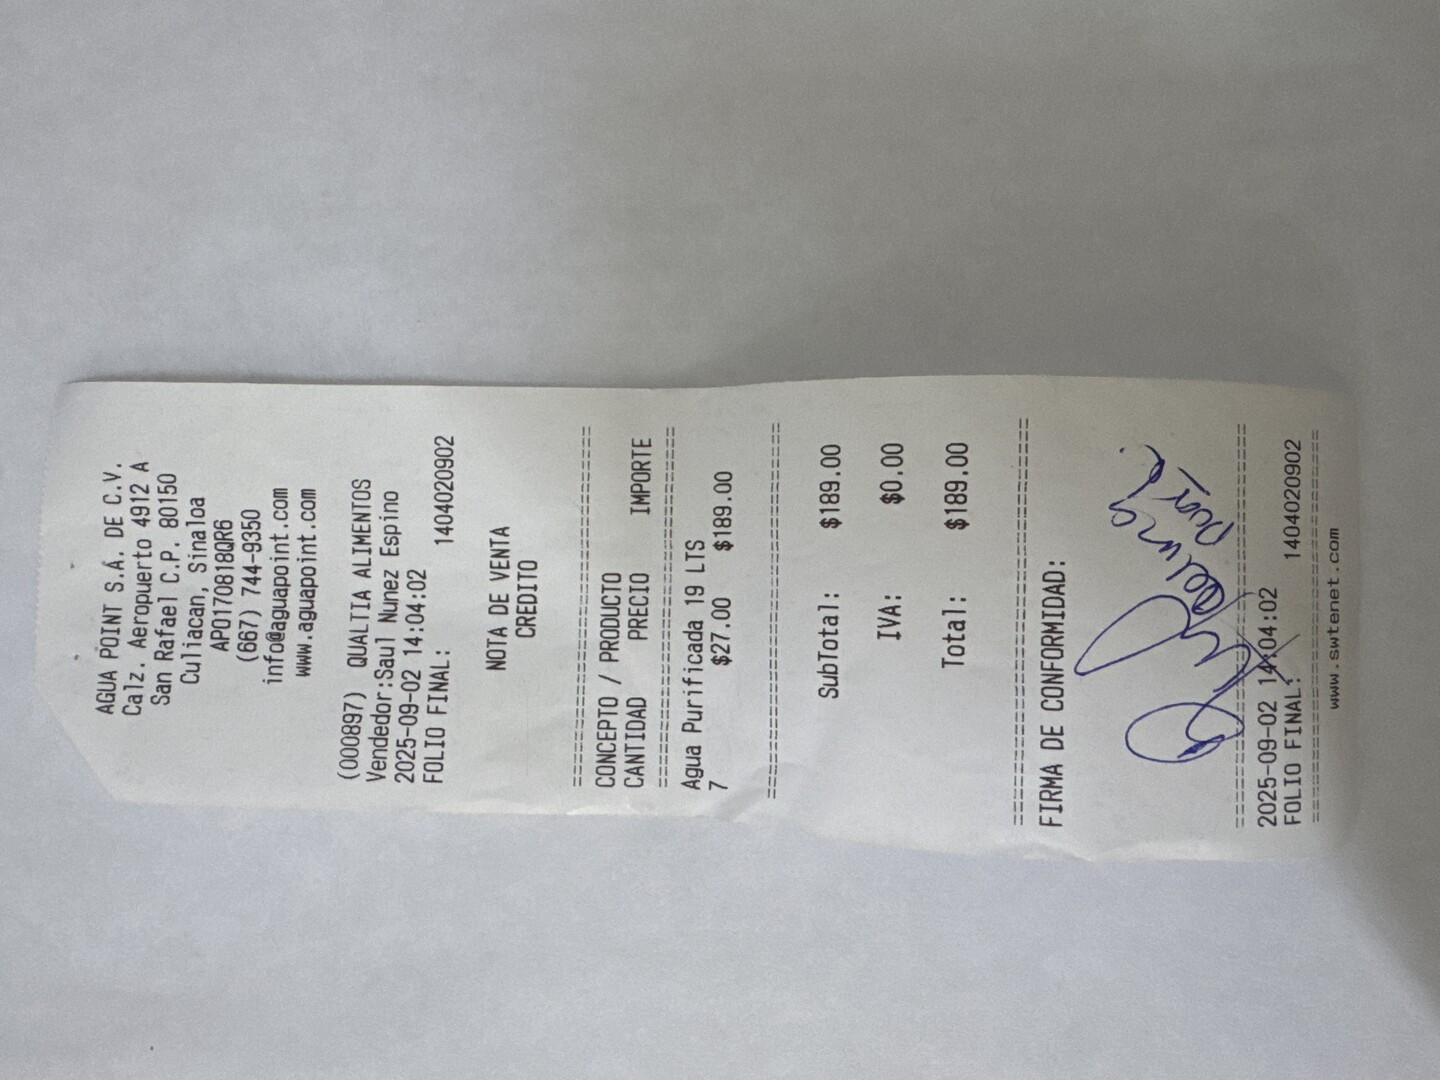 AGUA POINT S.A. DE C.V.
Calz. Aeropuerto 4912 A
San Rafael C.P. 80150
Culiacan, Sinaloa
APO170818QR6
(667) 744-9350
info@aguapoint.com
www.aguapoint.com
(000897) QUALTIA ALIMENTOS
Vendedor:Saul Nunez Espino
2025-09-02 14:04:02
FOLIO FINAL: 1404020902
NOTA DE VENTA
CREDITO
================================
CONCEPTO / PRODUCTO
CANTIDAD PRECIO IMPORTE
================================
Agua Purificada 19 LTS
7 $27.00 $189.00
================================
SubTotal: $189.00
IVA: $0.00
Total: $189.00
================================
FIRMA DE CONFORMIDAD:
================================
2025-09-02 14:04:02
FOLIO FINAL: 1404020902
================================
www.swtenet.com